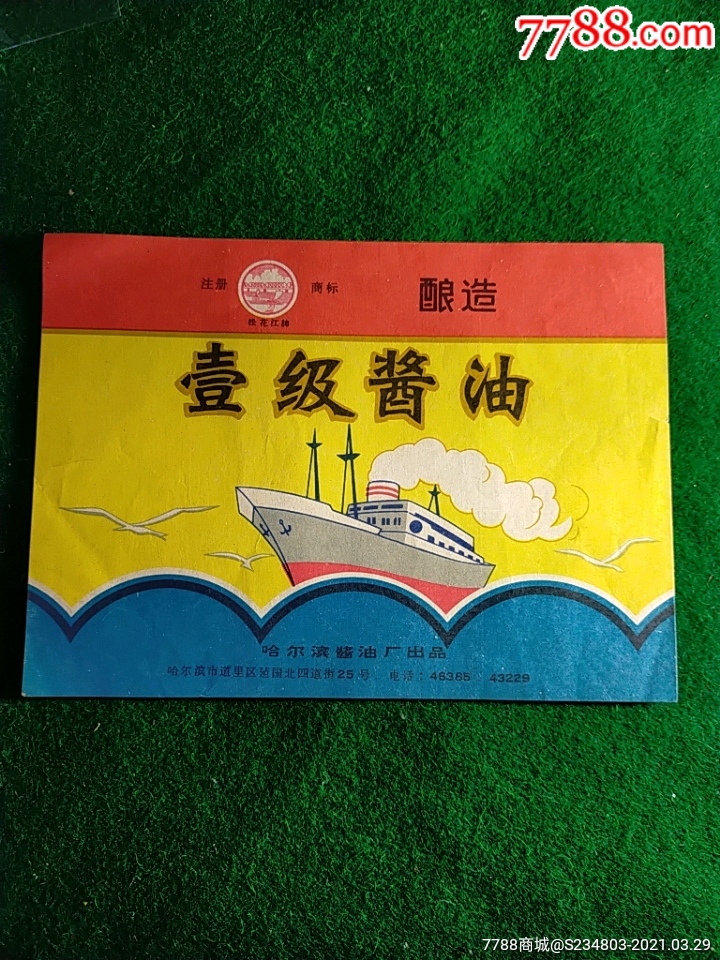 7788.com
注册 商标
松花江牌
酿造
壹级酱油
哈尔滨酱油厂出品
哈尔滨市道里区经国北四道街25号 电话：46385 43229
7788商城@S234803-2021.03.29.